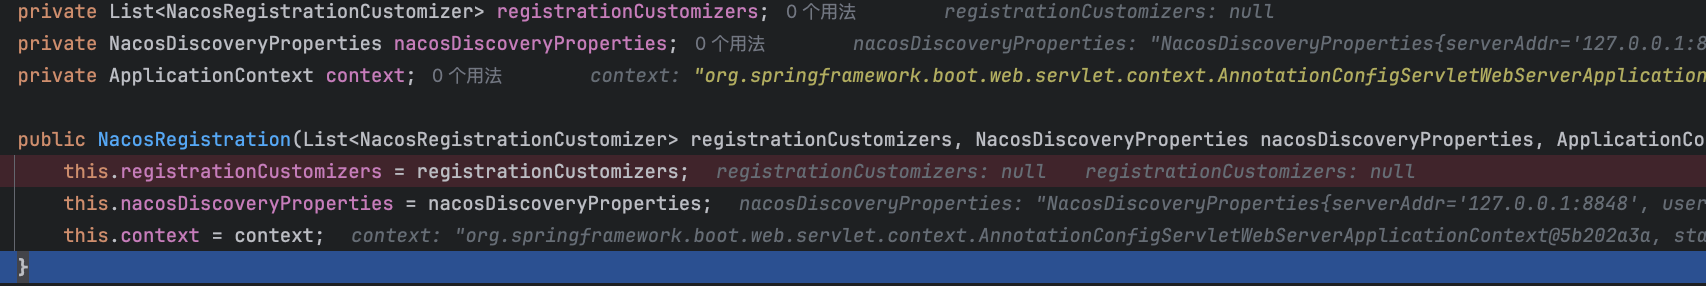 private List<NacosRegistrationCustomizer> registrationCustomizers; 0 个用法 registrationCustomizers: null
private NacosDiscoveryProperties nacosDiscoveryProperties; 0 个用法 nacosDiscoveryProperties: "NacosDiscoveryProperties{serverAddr='127.0.0.1:8
private ApplicationContext context; 0 个用法 context: "org.springframework.boot.web.servlet.context.AnnotationConfigServletWebServerApplication
public NacosRegistration(List<NacosRegistrationCustomizer> registrationCustomizers, NacosDiscoveryProperties nacosDiscoveryProperties, ApplicationCo
this.registrationCustomizers = registrationCustomizers; registrationCustomizers: null registrationCustomizers: null
this.nacosDiscoveryProperties = nacosDiscoveryProperties; nacosDiscoveryProperties: "NacosDiscoveryProperties{serverAddr='127.0.0.1:8848', user
this.context = context; context: "org.springframework.boot.web.servlet.context.AnnotationConfigServletWebServerApplicationContext@5b202a3a, sta
}